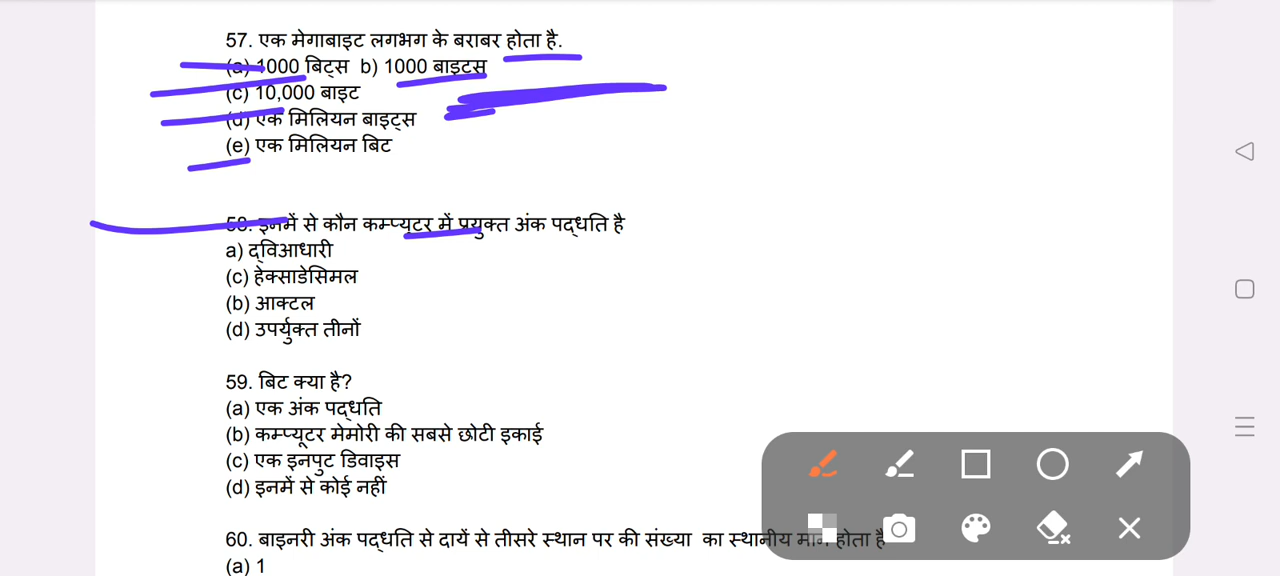 57. एक मेगाबाइट लगभग के बराबर होता है.
(a) 1000 बिट्स b) 1000 बाइटस
(c) 10,000 बाइट
(d) एक मिलियन बाइट्स
(e) एक मिलियन बिट
58. इनमें से कौन कम्प्यूटर में प्रयुक्त अंक पद्धति है
a) द्विआधारी
(c) हेक्साडेसिमल
(b) आक्टल
(d) उपर्युक्त तीनों
59. बिट क्या है?
(a) एक अंक पद्धति
(b) कम्प्यूटर मेमोरी की सबसे छोटी इकाई
(c) एक इनपुट डिवाइस
(d) इनमें से कोई नहीं
60. बाइनरी अंक पद्धति से दायें से तीसरे स्थान पर की संख्या का स्थानीय मान होता है
(a) 1